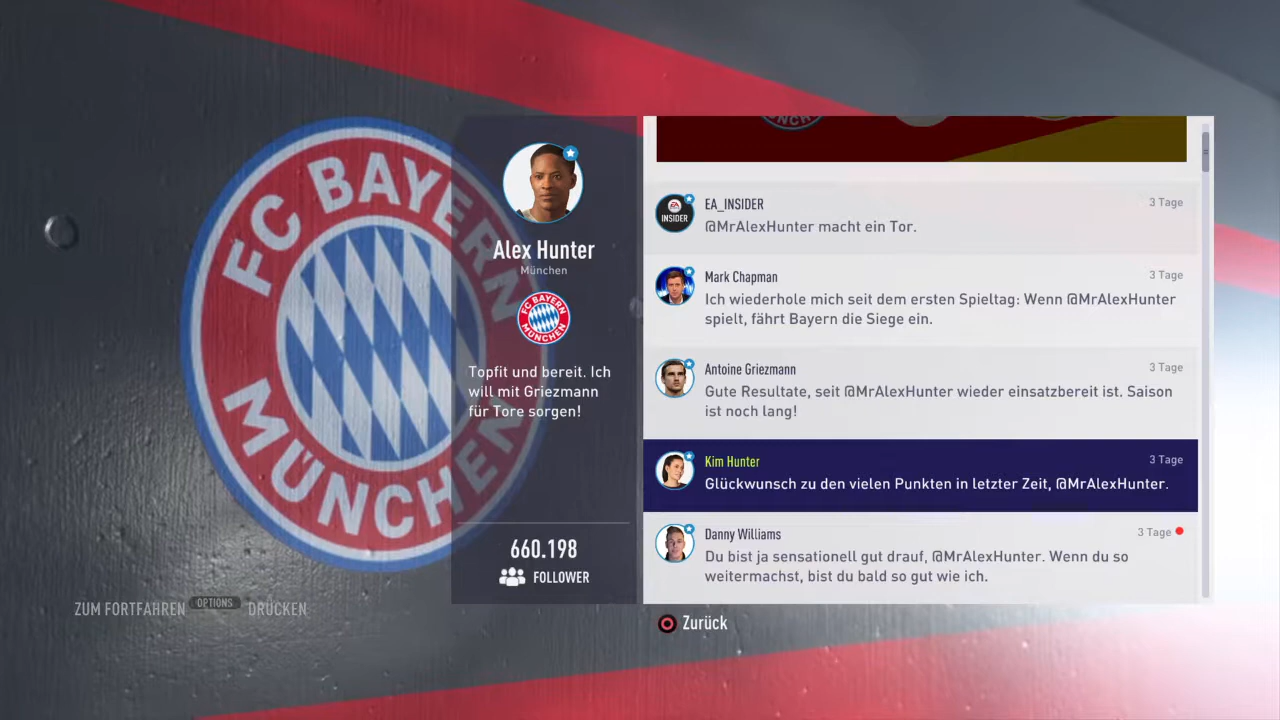 FC BAYERN
MÜNCHEN
Alex Hunter
München
FC BAYERN
MÜNCHEN
Topfit und bereit. Ich
will mit Griezmann
für Tore sorgen!
660.198
FOLLOWER
EA
INSIDER
EA_INSIDER
3 Tage
@MrAlexHunter macht ein Tor.
Mark Chapman
3 Tage
Ich wiederhole mich seit dem ersten Spieltag: Wenn @MrAlexHunter
spielt, fährt Bayern die Siege ein.
Antoine Griezmann
3 Tage
Gute Resultate, seit @MrAlexHunter wieder einsatzbereit ist. Saison
ist noch lang!
Kim Hunter
3 Tage
Glückwunsch zu den vielen Punkten in letzter Zeit, @MrAlexHunter.
Danny Williams
3 Tage
Du bist ja sensationell gut drauf, @MrAlexHunter. Wenn du so
weitermachst, bist du bald so gut wie ich.
ZUM FORTFAHREN OPTIONS DRÜCKEN
Zurück